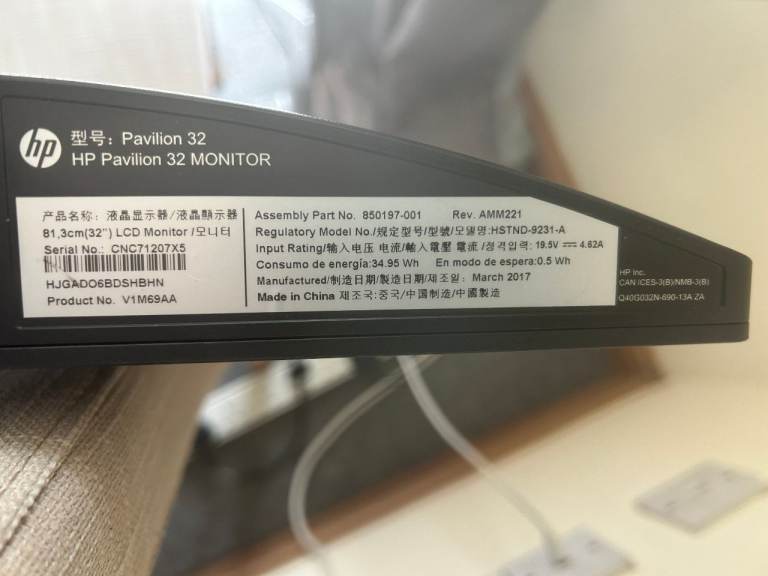 hp
型号: Pavilion 32
HP Pavilion 32 MONITOR
产品名称: 液晶显示器/液晶顯示器
81,3cm(32") LCD Monitor /모니터
Serial No.: CNC71207X5
HJGADO6BDSHBHN
Product No. V1M69AA
Assembly Part No. 850197-001 Rev. AMM221
Regulatory Model No./规定型号/型號/모델명:HSTND-9231-A
Input Rating/输入电压 电流/輸入電壓 電流 /정격입력: 19.5V ⎓ 4.62A
Consumo de energía:34.95 Wh En modo de espera:0.5 Wh
Manufactured/制造日期/製造日期/제조일: March 2017
Made in China 제조국:중국/中国制造/中國製造
HP Inc.
CAN ICES-3(B)/NMB-3(B)
Q40G032N-690-13A ZA